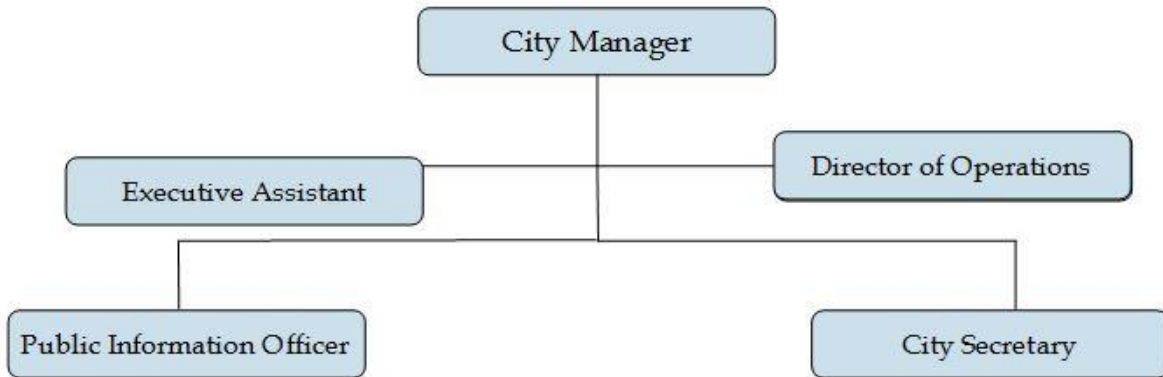 City Manager
Director of Operations
Executive Assistant
Public Information Officer
City Secretary